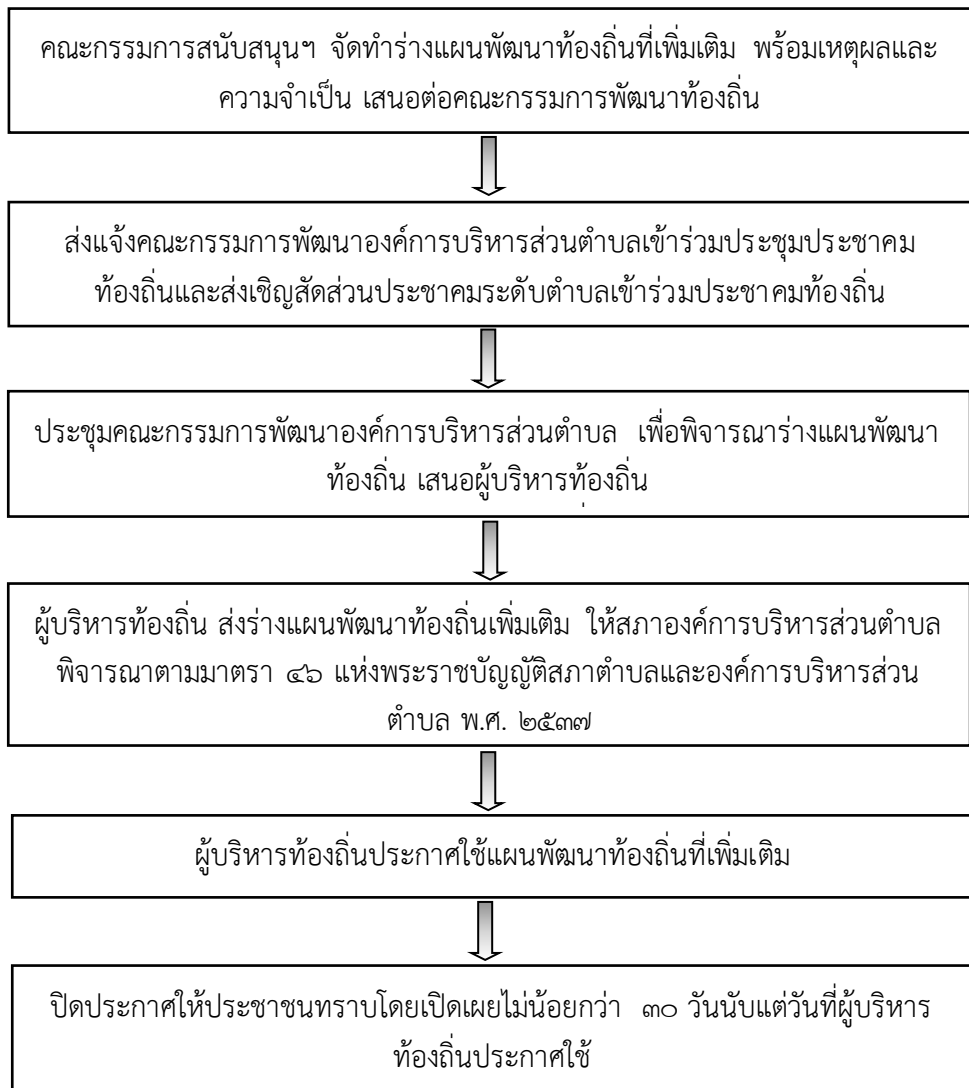 คณะกรรมการสนับสนุนฯ จัดทำร่างแผนพัฒนาท้องถิ่นที่เพิ่มเติม พร้อมเหตุผลและ
ความจำเป็น เสนอต่อคณะกรรมการพัฒนาท้องถิ่น
ส่งแจ้งคณะกรรมการพัฒนาองค์การบริหารส่วนตำบลเข้าร่วมประชุมประชาคม
ท้องถิ่นและส่งเชิญสัดส่วนประชาคมระดับตำบลเข้าร่วมประชาคมท้องถิ่น
ประชุมคณะกรรมการพัฒนาองค์การบริหารส่วนตำบล เพื่อพิจารณาร่างแผนพัฒนา
ท้องถิ่น เสนอผู้บริหารท้องถิ่น
ผู้บริหารท้องถิ่น ส่งร่างแผนพัฒนาท้องถิ่นเพิ่มเติม ให้สภาองค์การบริหารส่วนตำบล
พิจารณาตามมาตรา ๔๖ แห่งพระราชบัญญัติสภาตำบลและองค์การบริหารส่วน
ตำบล พ.ศ. ๒๕๓๗
ผู้บริหารท้องถิ่นประกาศใช้แผนพัฒนาท้องถิ่นที่เพิ่มเติม
ปิดประกาศให้ประชาชนทราบโดยเปิดเผยไม่น้อยกว่า ๓๐ วันนับแต่วันที่ผู้บริหาร
ท้องถิ่นประกาศใช้